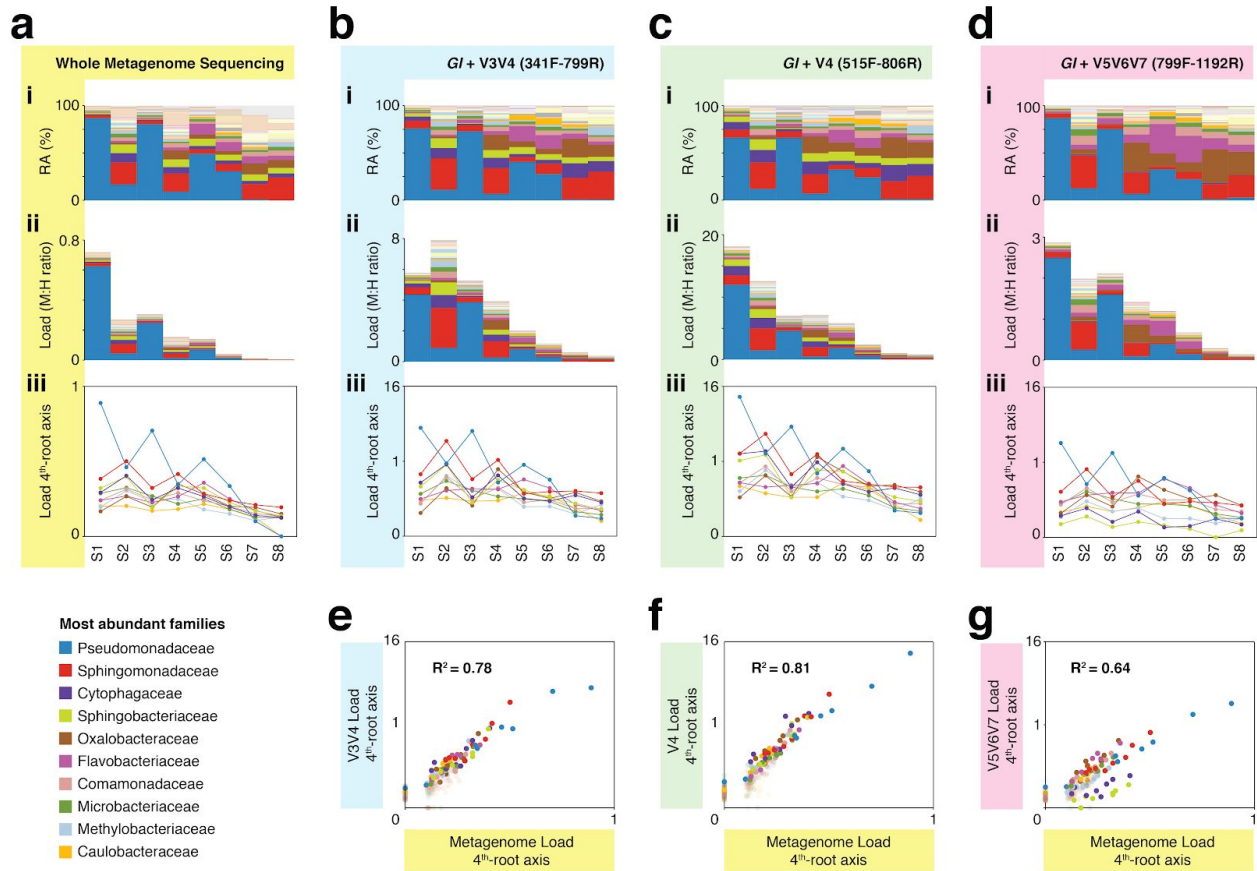 a
Whole Metagenome Sequencing
i
100
RA (%)
0
ii
0.8
Load (M:H ratio)
0
iii
1
Load 4th-root axis
0
S1 S2 S3 S4 S5 S6 S7 S8
b
GI + V3V4 (341F-799R)
i
100
RA (%)
0
ii
8
Load (M:H ratio)
0
iii
16
1
Load 4th-root axis
0
S1 S2 S3 S4 S5 S6 S7 S8
c
GI + V4 (515F-806R)
i
100
RA (%)
0
ii
20
Load (M:H ratio)
0
iii
16
1
Load 4th-root axis
0
S1 S2 S3 S4 S5 S6 S7 S8
d
GI + V5V6V7 (799F-1192R)
i
100
RA (%)
0
ii
3
Load (M:H ratio)
0
iii
16
1
Load 4th-root axis
0
S1 S2 S3 S4 S5 S6 S7 S8
Most abundant families
Pseudomonadaceae
Sphingomonadaceae
Cytophagaceae
Sphingobacteriaceae
Oxalobacteraceae
Flavobacteriaceae
Comamonadaceae
Microbacteriaceae
Methylobacteriaceae
Caulobacteraceae
e
16
R2 = 0.78
V3V4 Load
4th-root axis
1
0
1
Metagenome Load
4th-root axis
f
16
R2 = 0.81
V4 Load
4th-root axis
1
0
1
Metagenome Load
4th-root axis
g
16
R2 = 0.64
V5V6V7 Load
4th-root axis
1
0
1
Metagenome Load
4th-root axis